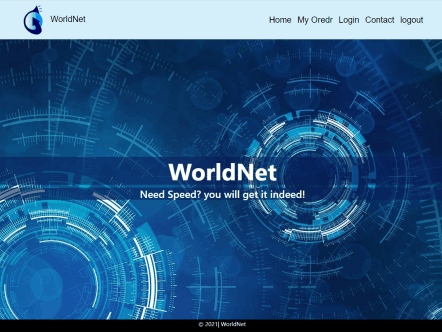 WorldNet
Home My Oredr Login Contact logout
WorldNet
Need Speed? you will get it indeed!
© 2021| WorldNet